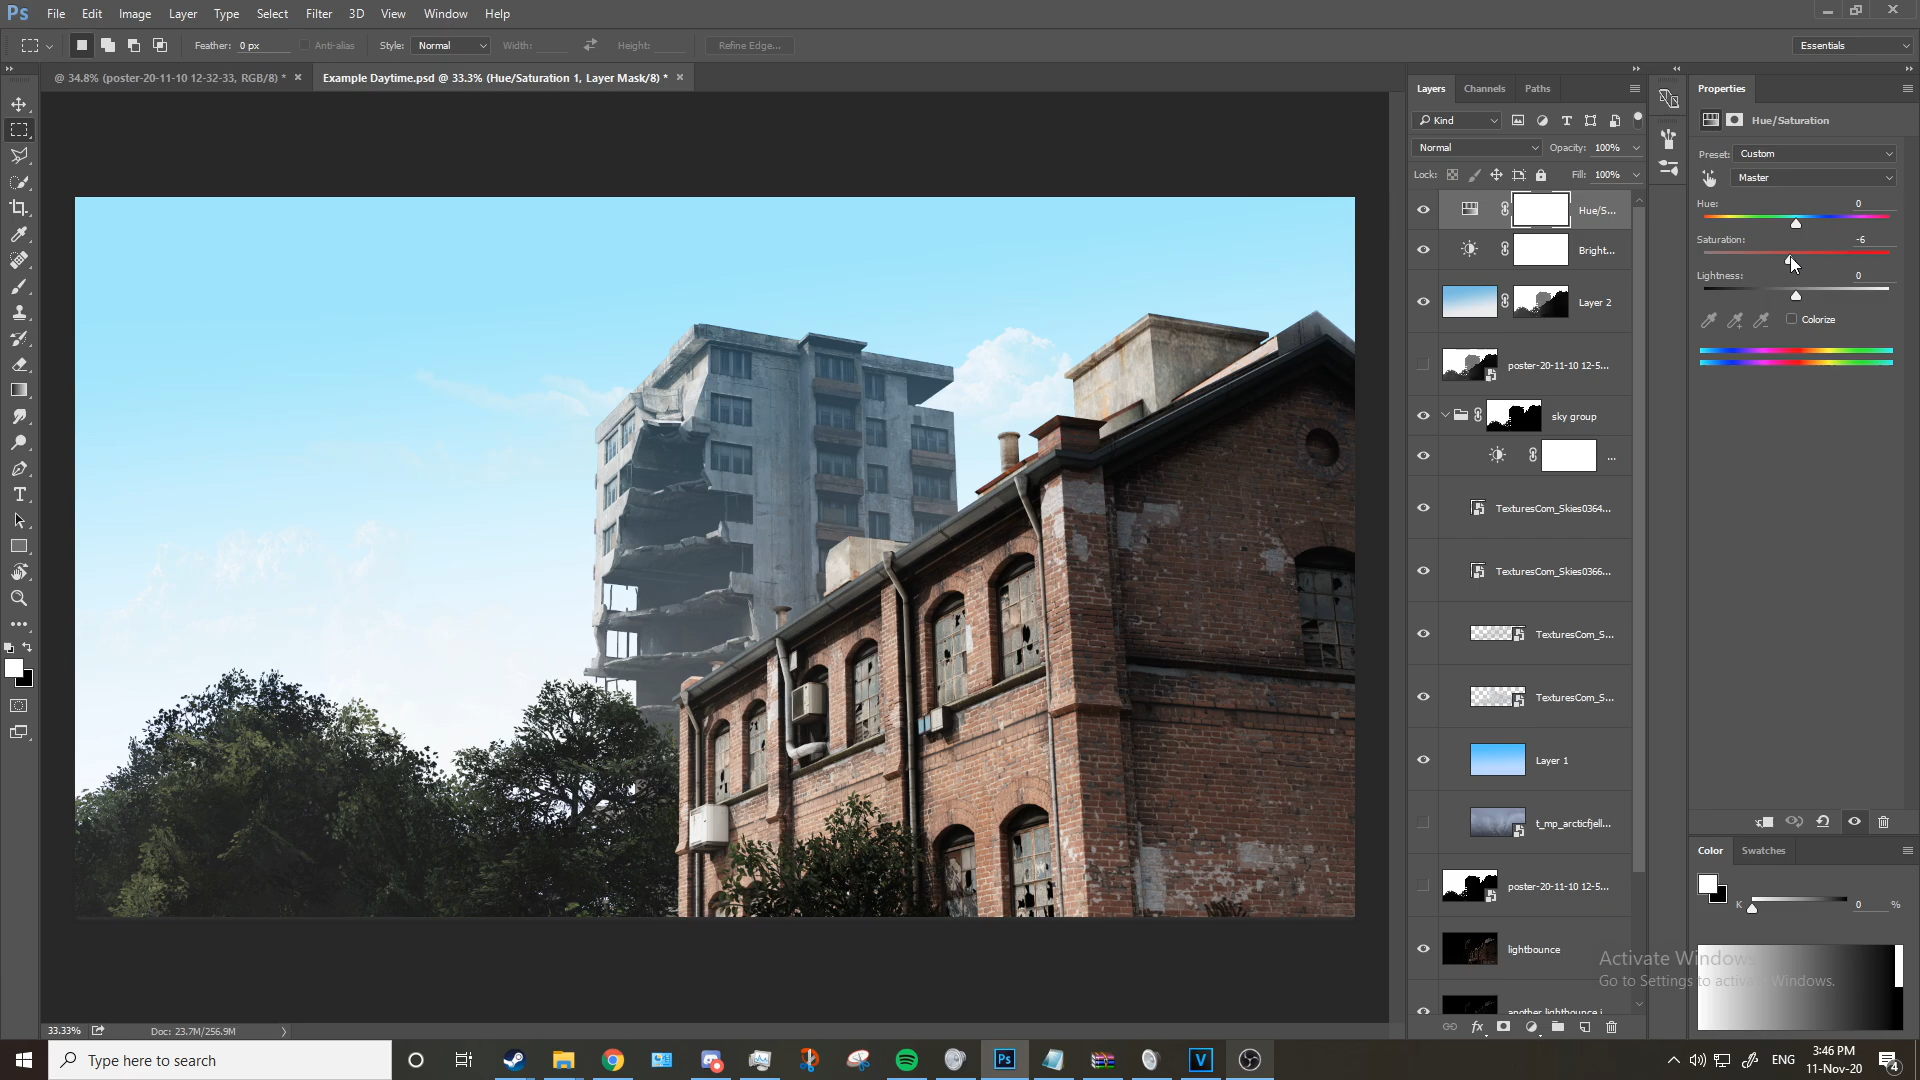 Ps File Edit Image Layer Type Select Filter 3D View Window Help
Feather: 0 px Anti-alias Style: Normal Width: Height: Refine Edge... Essentials
@ 34.8% (poster-20-11-10 12-32-33, RGB/8) * × Example Daytime.psd @ 33.3% (Hue/Saturation 1, Layer Mask/8) * ×
Layers Channels Paths
Kind
Normal Opacity: 100%
Lock: Fill: 100%
Hue/S...
Bright...
Layer 2
poster-20-11-10 12-5...
sky group
...
TexturesCom_Skies0364...
TexturesCom_Skies0366...
TexturesCom_S...
TexturesCom_S...
Layer 1
t_mp_arcticfjell...
poster-20-11-10 12-5...
lightbounce
another lightbounce i
Properties
Hue/Saturation
Preset: Custom
Master
Hue: 0
Saturation: -6
Lightness: 0
Colorize
Color Swatches
K 0 %
Activate Windows
Go to Settings to activate Windows.
33.33% Doc: 23.7M/256.9M
Type here to search
Ps
V
ENG
3:46 PM
11-Nov-20
4